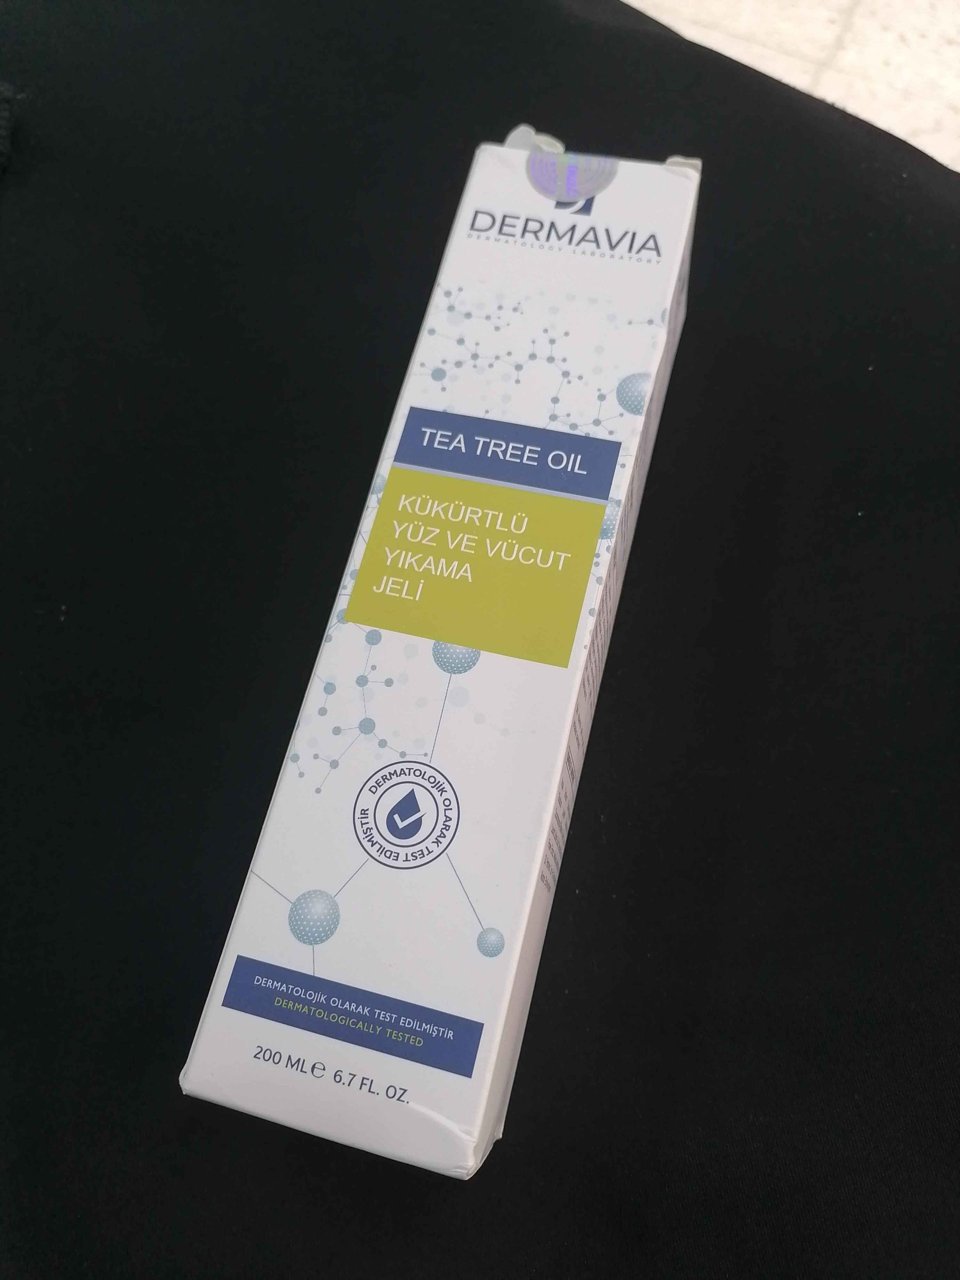 DERMAVIA
DERMATOLOGY LABORATORY
TEA TREE OIL
KÜKÜRTLÜ
YÜZ VE VÜCUT
YIKAMA
JELİ
DERMATOLOJİK OLARAK TEST EDİLMİŞTİR
DERMATOLOJİK OLARAK TEST EDİLMİŞTİR
DERMATOLOGICALLY TESTED
200 ML ℮ 6.7 FL. OZ.